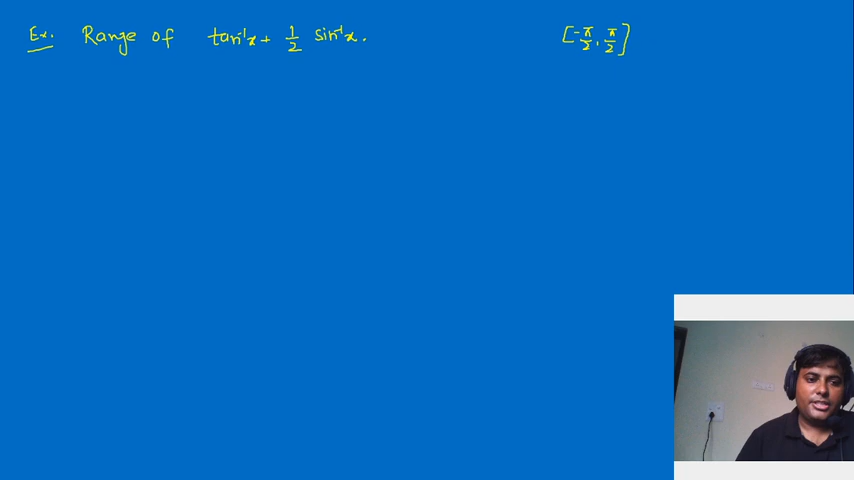 Ex. Range of tan⁻¹x + 1/2 sin⁻¹x. [-π/2, π/2]